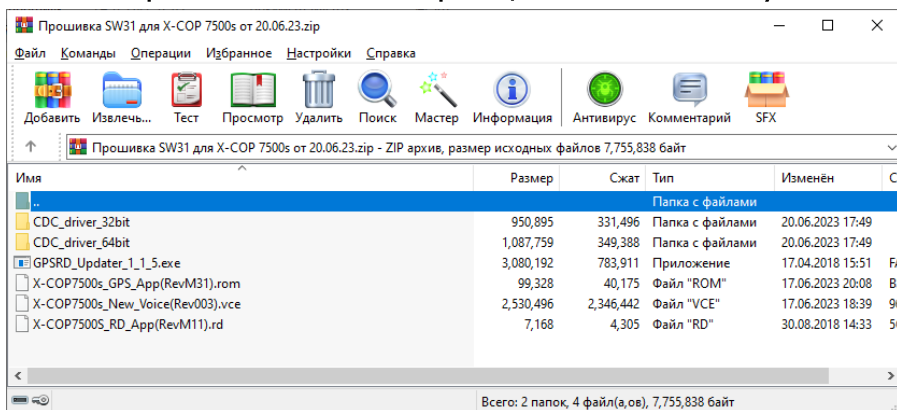 Прошивка SW31 для X-COP 7500s от 20.06.23.zip
Файл Команды Операции Избранное Настройки Справка
Добавить Извлечь... Тест Просмотр Удалить Поиск Мастер Информация Антивирус Комментарий SFX
Прошивка SW31 для X-COP 7500s от 20.06.23.zip - ZIP архив, размер исходных файлов 7,755,838 байт
Имя Размер Сжат Тип Изменён C
.. Папка с файлами
CDC_driver_32bit 950,895 331,496 Папка с файлами 20.06.2023 17:49
CDC_driver_64bit 1,087,759 349,388 Папка с файлами 20.06.2023 17:49
GPSRD_Updater_1_1_5.exe 3,080,192 783,911 Приложение 17.04.2018 15:51 FA
X-COP7500s_GPS_App(RevM31).rom 99,328 40,175 Файл "ROM" 17.06.2023 20:08 B
X-COP7500s_New_Voice(Rev003).vce 2,530,496 2,346,442 Файл "VCE" 17.06.2023 18:39 90
X-COP7500S_RD_App(RevM11).rd 7,168 4,305 Файл "RD" 30.08.2018 14:33 50
Всего: 2 папок, 4 файл(а,ов), 7,755,838 байт